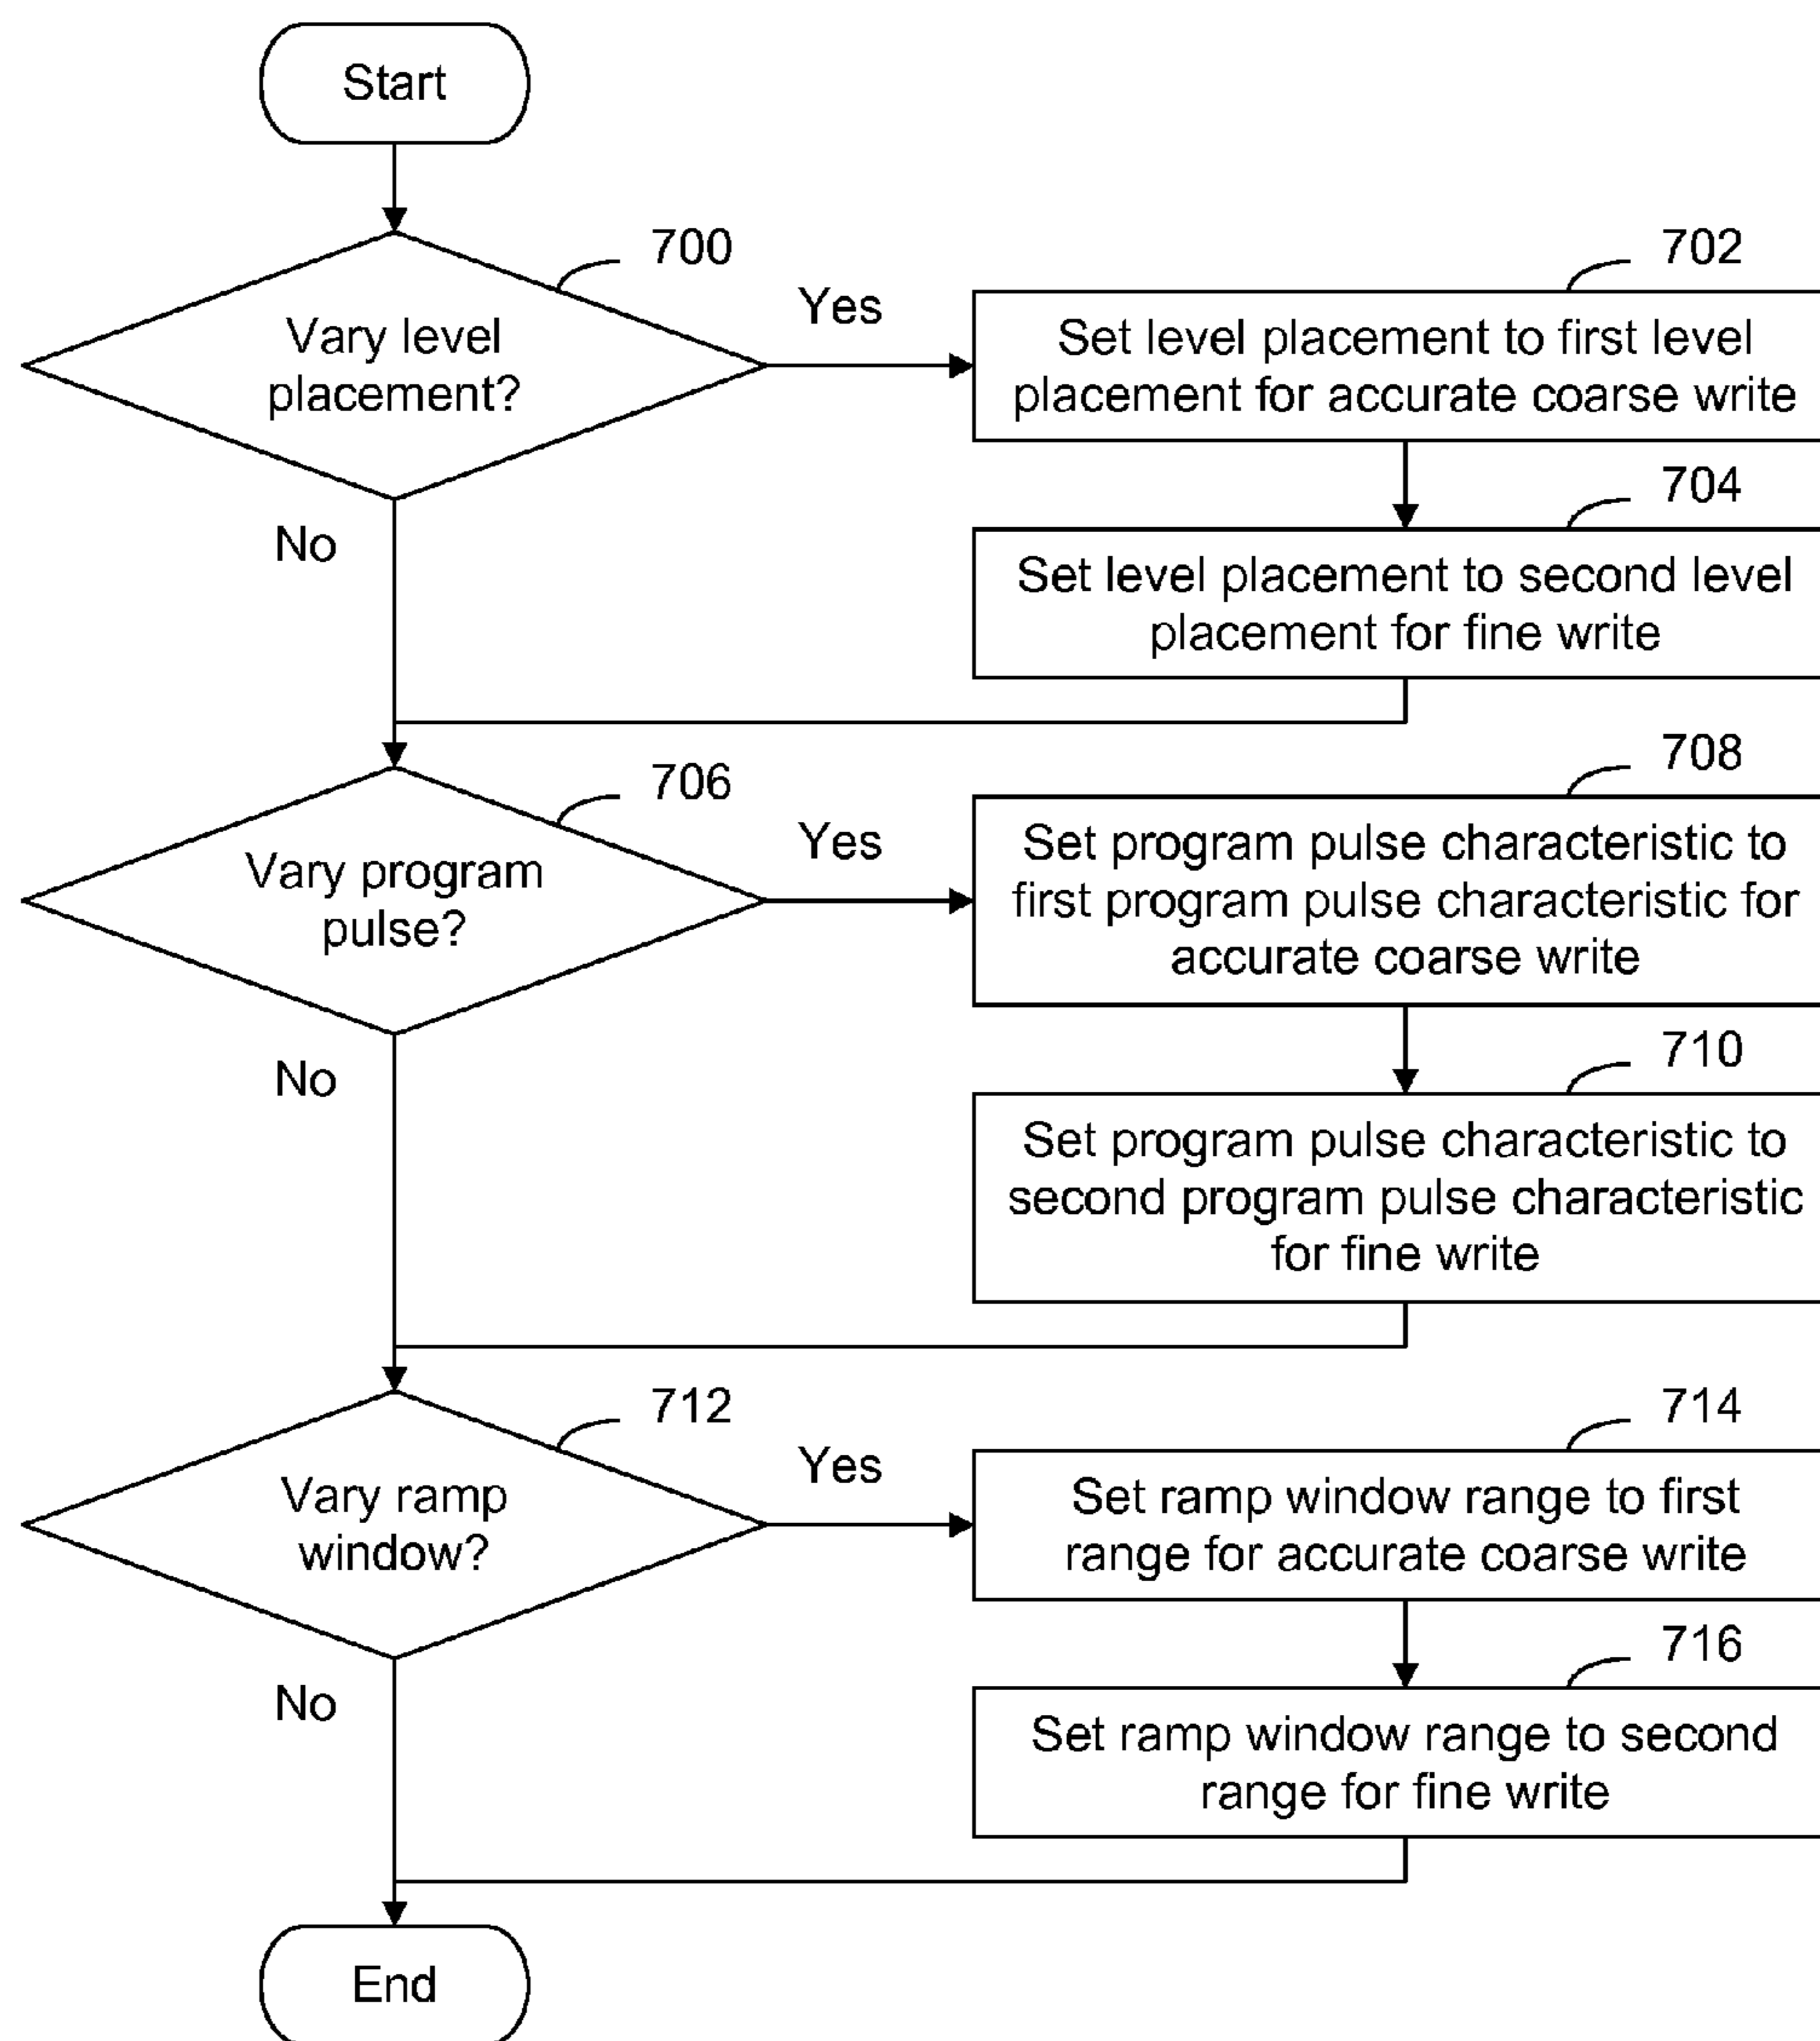 Start
700
Vary level
placement?
Yes
702
Set level placement to first level
placement for accurate coarse write
704
Set level placement to second level
placement for fine write
No
706
Vary program
pulse?
Yes
708
Set program pulse characteristic to
first program pulse characteristic for
accurate coarse write
710
Set program pulse characteristic to
second program pulse characteristic
for fine write
No
712
Vary ramp
window?
Yes
714
Set ramp window range to first
range for accurate coarse write
716
Set ramp window range to second
range for fine write
No
End